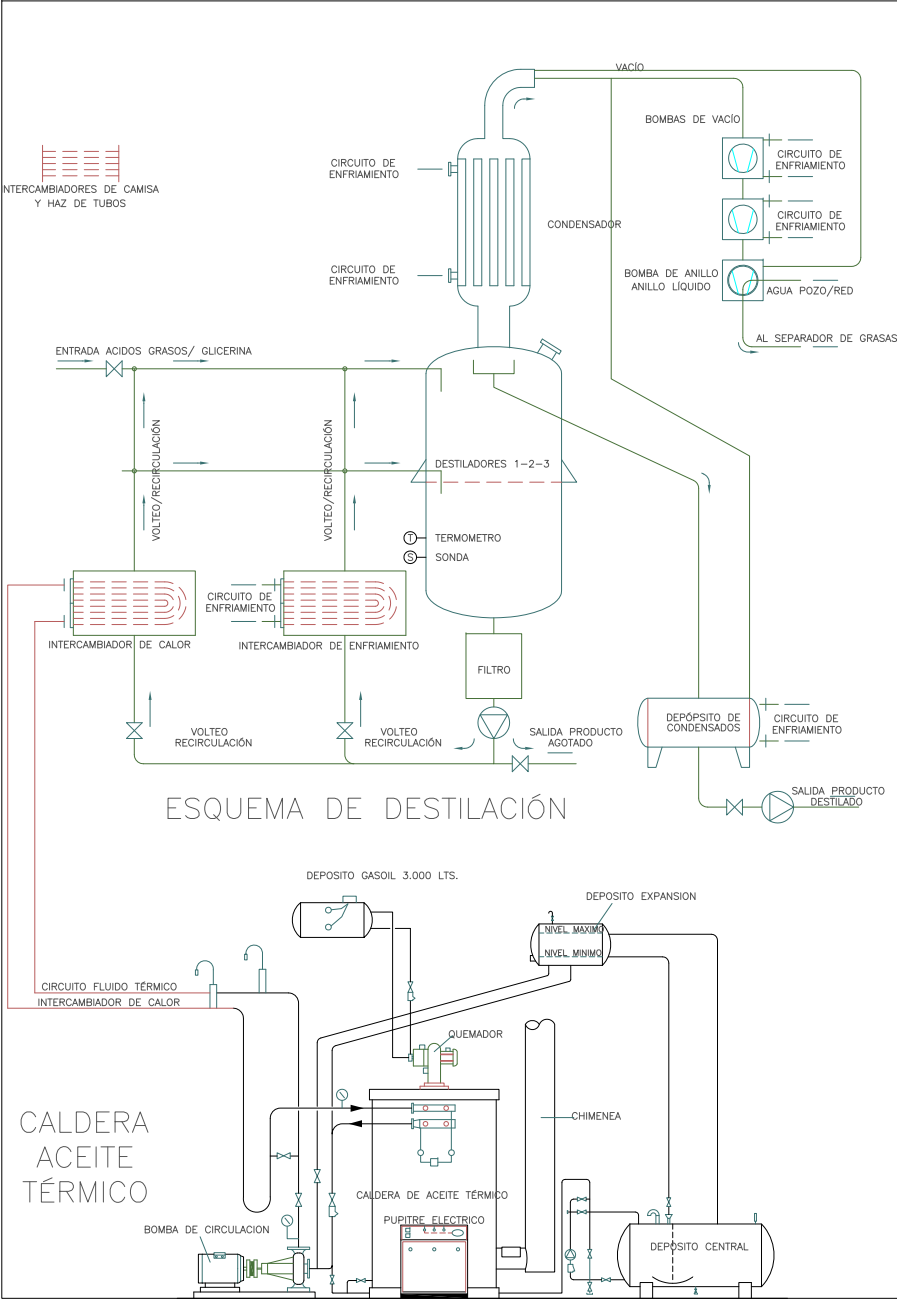 VACÍO
BOMBAS DE VACÍO
CIRCUITO DE
ENFRIAMIENTO
CIRCUITO DE
ENFRIAMIENTO
INTERCAMBIADORES DE CAMISA
Y HAZ DE TUBOS
CIRCUITO DE
ENFRIAMIENTO
CONDENSADOR
CIRCUITO DE
ENFRIAMIENTO
BOMBA DE ANILLO
ANILLO LÍQUIDO
AGUA POZO/RED
AL SEPARADOR DE GRASAS
ENTRADA ACIDOS GRASOS/ GLICERINA
VOLTEO/RECIRCULACIÓN
VOLTEO/RECIRCULACIÓN
DESTILADORES 1-2-3
T
TERMOMETRO
S
SONDA
CIRCUITO DE
ENFRIAMIENTO
INTERCAMBIADOR DE CALOR
INTERCAMBIADOR DE ENFRIAMIENTO
FILTRO
VOLTEO
RECIRCULACIÓN
VOLTEO
RECIRCULACIÓN
SALIDA PRODUCTO
AGOTADO
DEPÓPSITO DE
CONDENSADOS
CIRCUITO DE
ENFRIAMIENTO
SALIDA PRODUCTO
DESTILADO
ESQUEMA DE DESTILACIÓN
DEPOSITO GASOIL 3.000 LTS.
DEPOSITO EXPANSION
NIVEL MAXIMO
NIVEL MINIMO
CIRCUITO FLUIDO TÉRMICO
INTERCAMBIADOR DE CALOR
QUEMADOR
CHIMENEA
CALDERA
ACEITE
TÉRMICO
CALDERA DE ACEITE TÉRMICO
PUPITRE ELECTRICO
BOMBA DE CIRCULACION
DEPOSITO CENTRAL